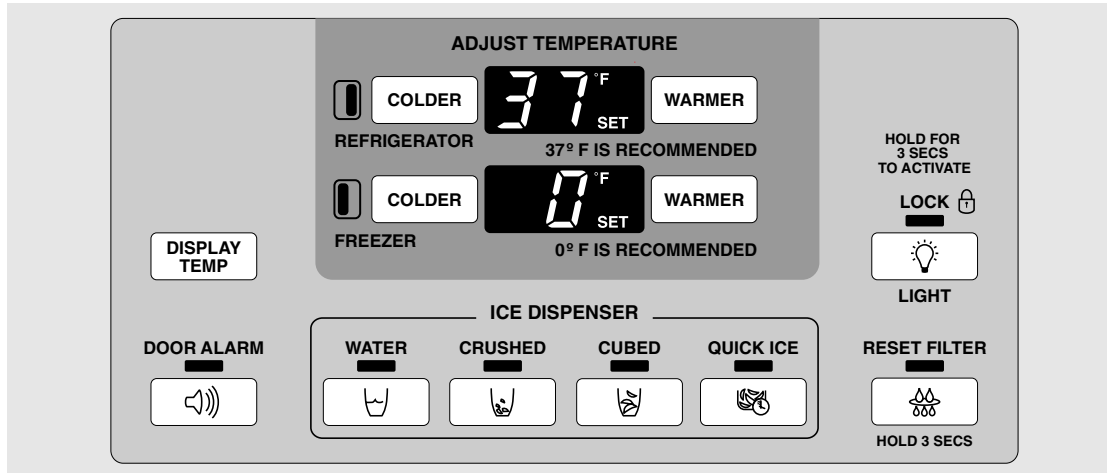 ADJUST TEMPERATURE
COLDER
37 °F
SET
WARMER
REFRIGERATOR
37º F IS RECOMMENDED
COLDER
0 °F
SET
WARMER
FREEZER
0º F IS RECOMMENDED
DISPLAY
TEMP
HOLD FOR
3 SECS
TO ACTIVATE
LOCK
LIGHT
ICE DISPENSER
DOOR ALARM
WATER
CRUSHED
CUBED
QUICK ICE
RESET FILTER
HOLD 3 SECS